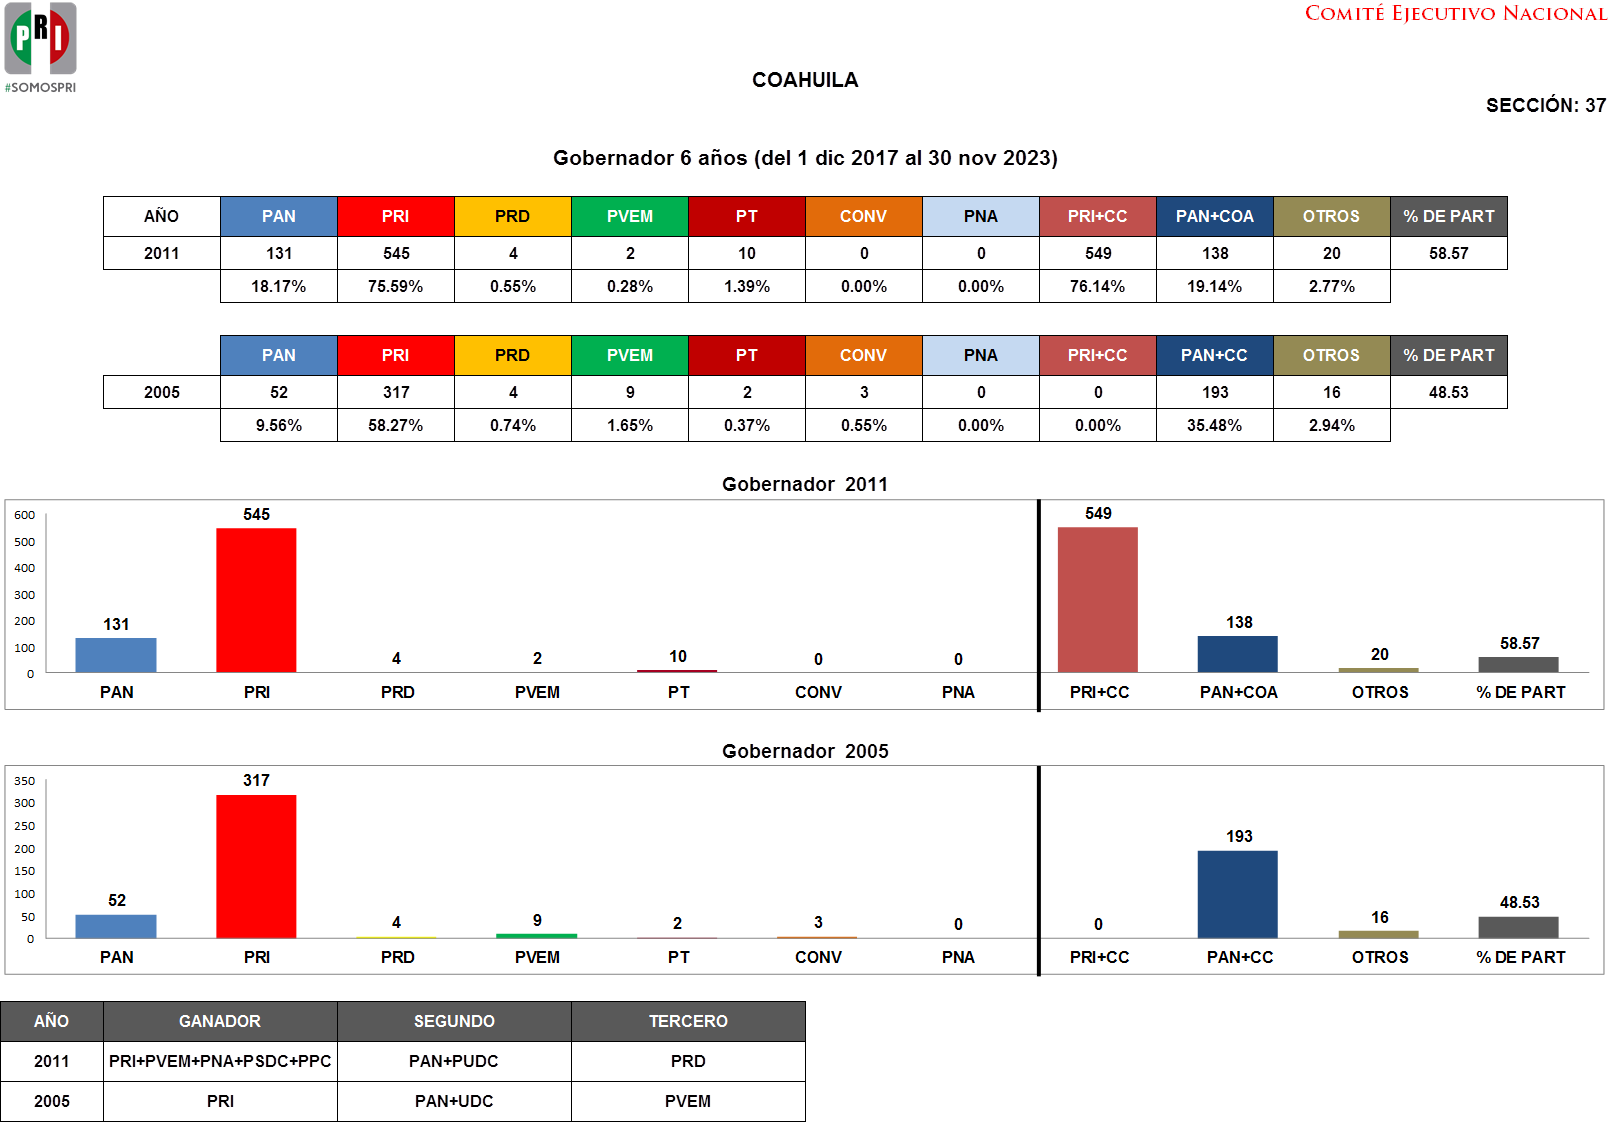 PRI
#SOMOSPRI
COMITÉ EJECUTIVO NACIONAL
COAHUILA
SECCIÓN: 37
Gobernador 6 años (del 1 dic 2017 al 30 nov 2023)
AÑO PAN PRI PRD PVEM PT CONV PNA PRI+CC PAN+COA OTROS % DE PART
2011 131 545 4 2 10 0 0 549 138 20 58.57
18.17% 75.59% 0.55% 0.28% 1.39% 0.00% 0.00% 76.14% 19.14% 2.77%
PAN PRI PRD PVEM PT CONV PNA PRI+CC PAN+CC OTROS % DE PART
2005 52 317 4 9 2 3 0 0 193 16 48.53
9.56% 58.27% 0.74% 1.65% 0.37% 0.55% 0.00% 0.00% 35.48% 2.94%
Gobernador 2011
600
500
400
300
200
100
0
131 545 4 2 10 0 0 549 138 20 58.57
PAN PRI PRD PVEM PT CONV PNA PRI+CC PAN+COA OTROS % DE PART
Gobernador 2005
350
300
250
200
150
100
50
0
52 317 4 9 2 3 0 0 193 16 48.53
PAN PRI PRD PVEM PT CONV PNA PRI+CC PAN+CC OTROS % DE PART
AÑO GANADOR SEGUNDO TERCERO
2011 PRI+PVEM+PNA+PSDC+PPC PAN+PUDC PRD
2005 PRI PAN+UDC PVEM